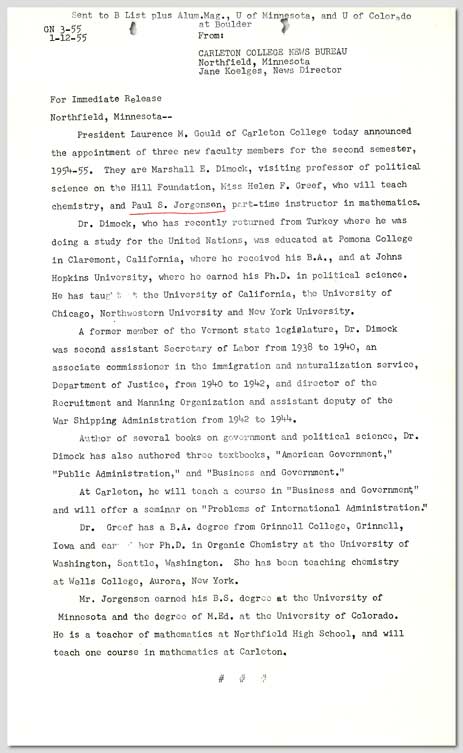 Sent to B List plus Alum.Mag., U of Minnesota, and U of Colorado
at Boulder
GN 3-55
1-12-55
From:
CARLETON COLLEGE NEWS BUREAU
Northfield, Minnesota
Jane Koelges, News Director
For Immediate Release
Northfield, Minnesota--
President Laurence M. Gould of Carleton College today announced
the appointment of three new faculty members for the second semester,
1954-55. They are Marshall E. Dimock, visiting professor of political
science on the Hill Foundation, Miss Helen F. Greef, who will teach
chemistry, and Paul S. Jorgensen, part-time instructor in mathematics.
Dr. Dimock, who has recently returned from Turkey where he was
doing a study for the United Nations, was educated at Pomona College
in Claremont, California, where he received his B.A., and at Johns
Hopkins University, where he earned his Ph.D. in political science.
He has the University of California, the University of
Chicago, Northwestern University and New York University.
A former member of the Vermont state legislature, Dr. Dimock
was second assistant Secretary of Labor from 1938 to 1940, an
associate commissioner in the immigration and naturalization service,
Department of Justice, from 1940 to 1942, and director of the
Recruitment and Manning Organization and assistant deputy of the
War Shipping Administration from 1942 to 1944.
Author of several books on government and political science, Dr.
Dimock has also authored three textbooks, "American Government,"
"Public Administration," and "Business and Government."
At Carleton, he will teach a course in "Business and Government,"
and will offer a seminar on "Problems of International Administration."
Dr. Greef has a B.A. degree from Grinnell College, Grinnell,
Iowa and her Ph.D. in Organic Chemistry at the University of
Washington, Seattle, Washington. She has been teaching chemistry
at Wells College, Aurora, New York.
Mr. Jorgensen earned his B.S. degree at the University of
Minnesota and the degree of M.Ed. at the University of Colorado.
He is a teacher of mathematics at Northfield High School, and will
teach one course in mathematics at Carleton.
# # #